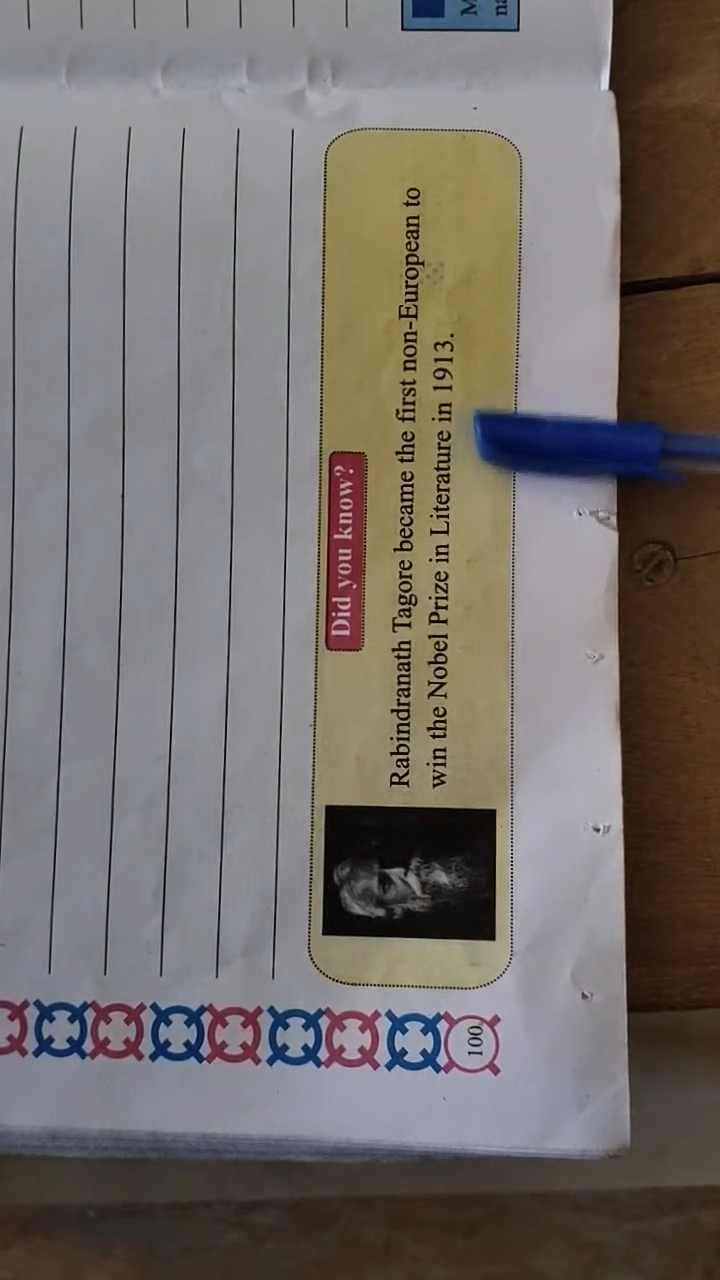 Did you know?
Rabindranath Tagore became the first non-European to
win the Nobel Prize in Literature in 1913.
100